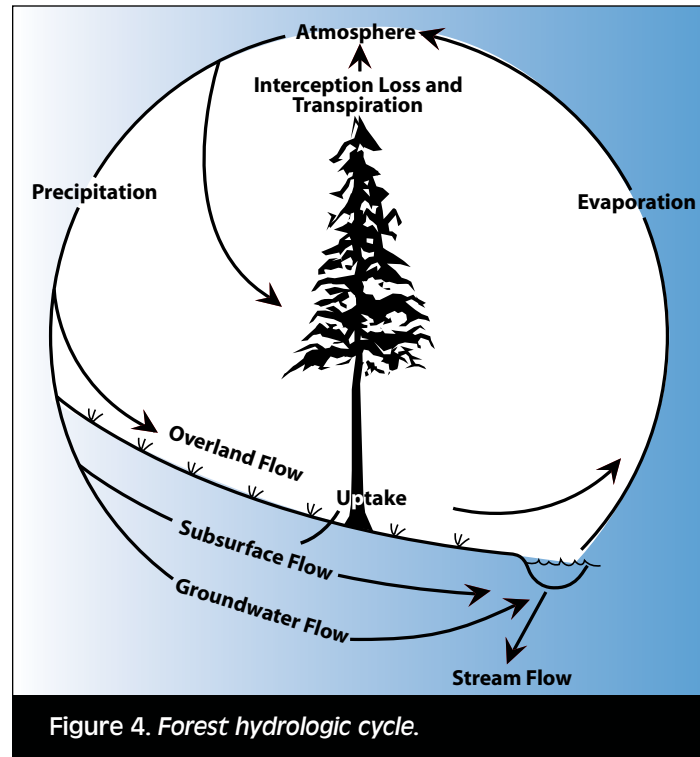 Atmosphere
Interception Loss and
Transpiration
Precipitation
Evaporation
Overland Flow
Uptake
Subsurface Flow
Groundwater Flow
Stream Flow
Figure 4. Forest hydrologic cycle.